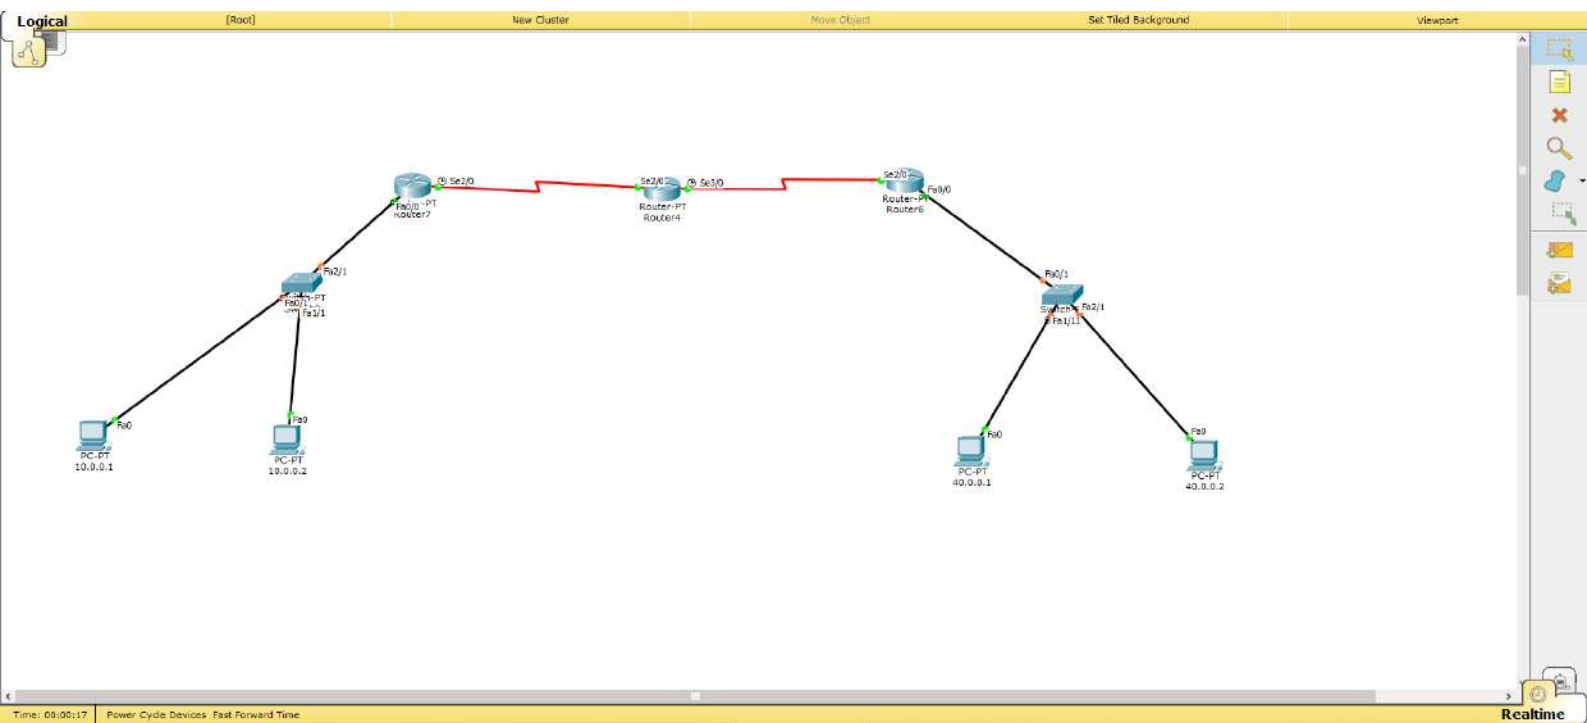 Logical
[Root]
New Cluster
Move Object
Set Tiled Background
Viewport
Se2/0
Se2/0
Se3/0
Se2/0
Fa0/0
Fa0/0
-PT
Router7
Router-PT
Router4
Router6
Fa2/1
Fa0/1
-PT
Fa1/1
Fa0/1
Fa2/1
Fa0
Fa0
Fa0
Fa0
PC-PT
10.0.0.1
PC-PT
10.0.0.2
PC-PT
40.0.0.1
PC-PT
40.0.0.2
Time: 00:00:17
Power Cycle Devices Fast Forward Time
Realtime